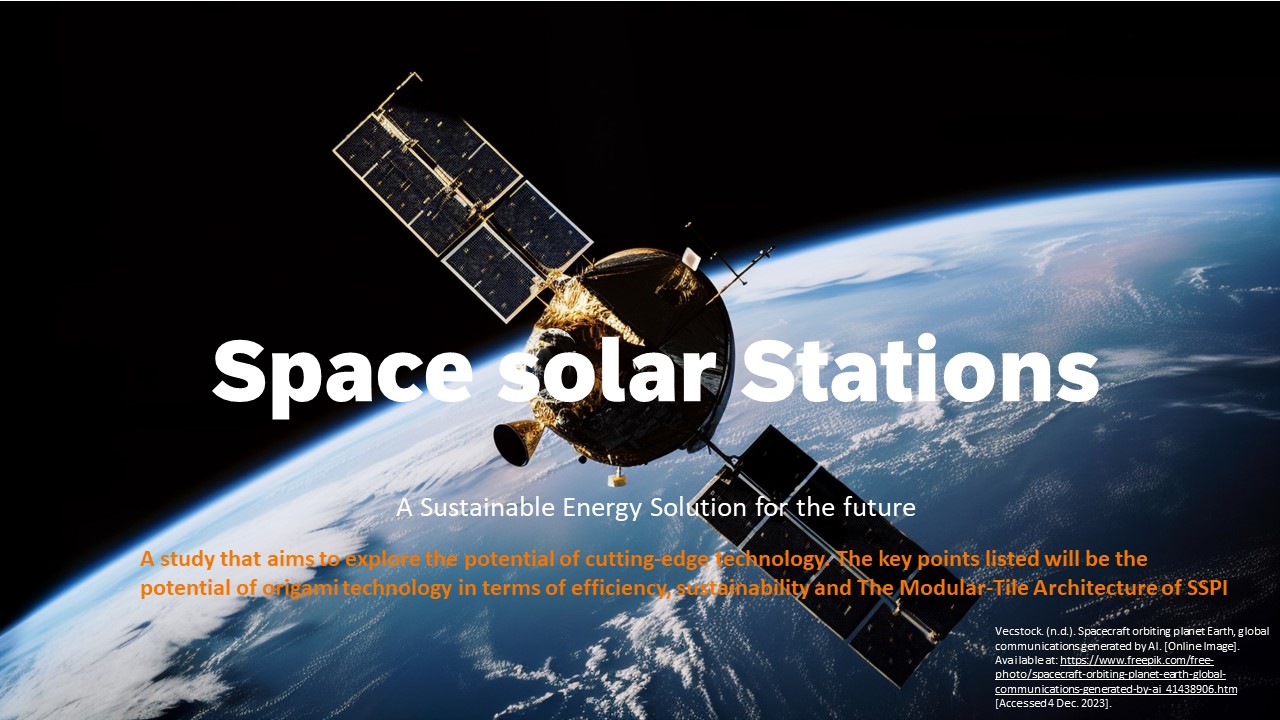 Space solar Stations
A Sustainable Energy Solution for the future
A study that aims to explore the potential of cutting-edge technology. The key points listed will be the
potential of origami technology in terms of efficiency, sustainability and The Modular-Tile Architecture of SSPI
Vecstock. (n.d.). Spacecraft orbiting planet Earth, global
communications generated by AI. [Online Image].
Available at: https://www.freepik.com/free-
photo/spacecraft-orbiting-planet-earth-global-
communications-generated-by-ai_41438906.htm
[Accessed 4 Dec. 2023].